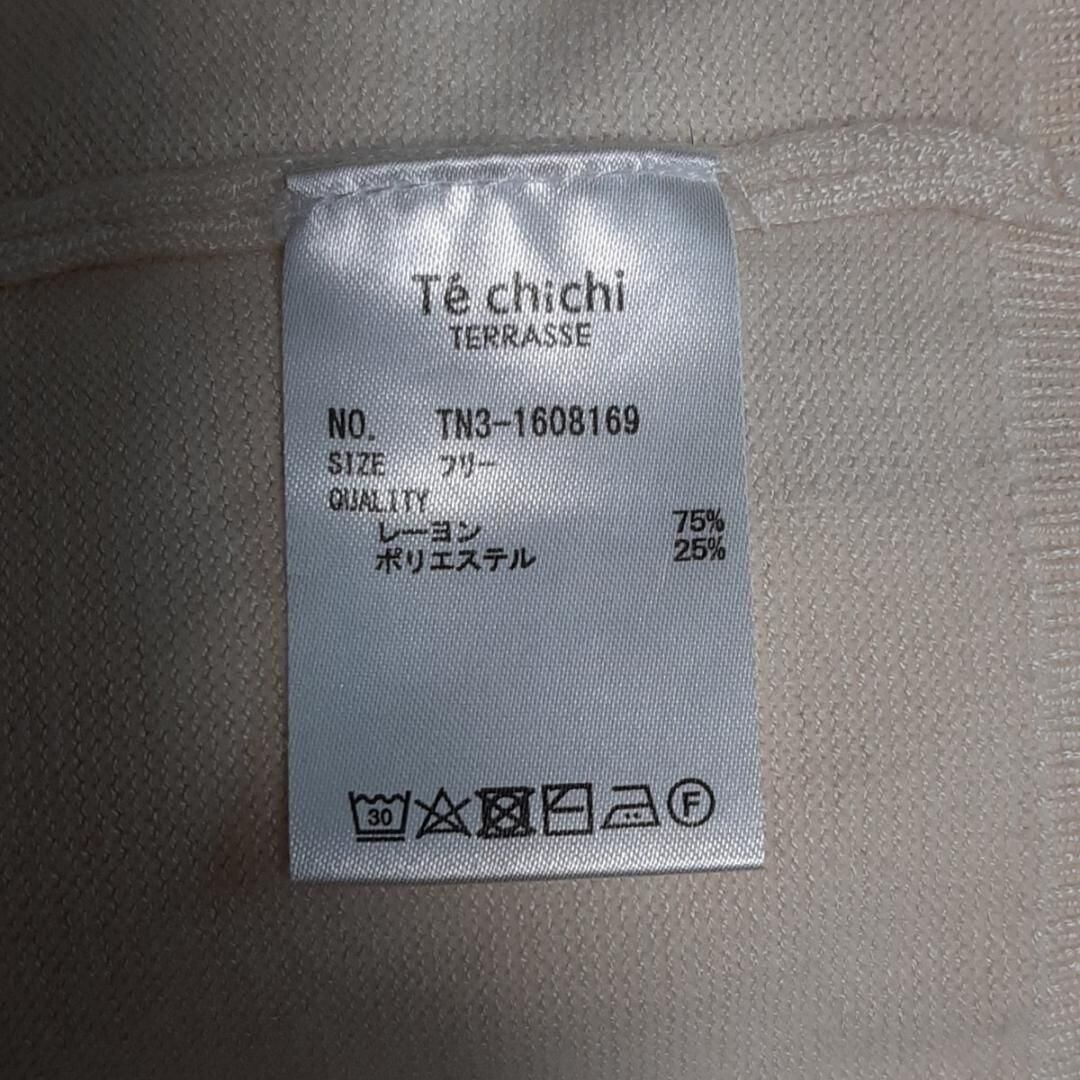 Té chichi
TERRASSE
NO. TN3-1608169
SIZE フリー
QUALITY
レーヨン 75%
ポリエステル 25%
30 F